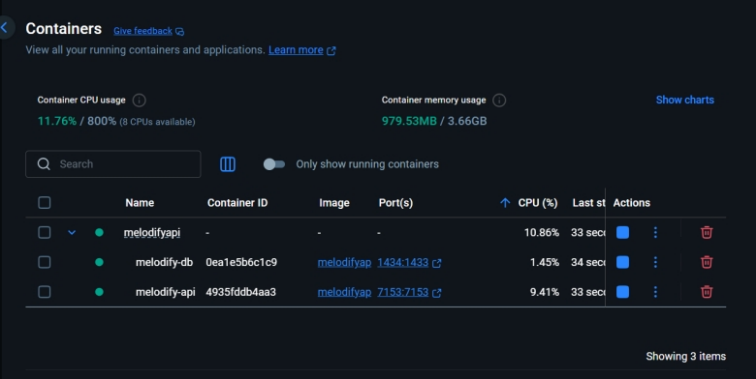 Containers Give feedback
View all your running containers and applications. Learn more
Container CPU usage
11.76% / 800% (8 CPUs available)
Container memory usage
979.53MB / 3.66GB
Show charts
Search
Only show running containers
Name Container ID Image Port(s) CPU (%) Last st Actions
melodifyapi - - - 10.86% 33 seco
melodify-db 0ea1e5b6c1c9 melodifyap 1434:1433 1.45% 34 seco
melodify-api 4935fddb4aa3 melodifyap 7153:7153 9.41% 33 seco
Showing 3 items